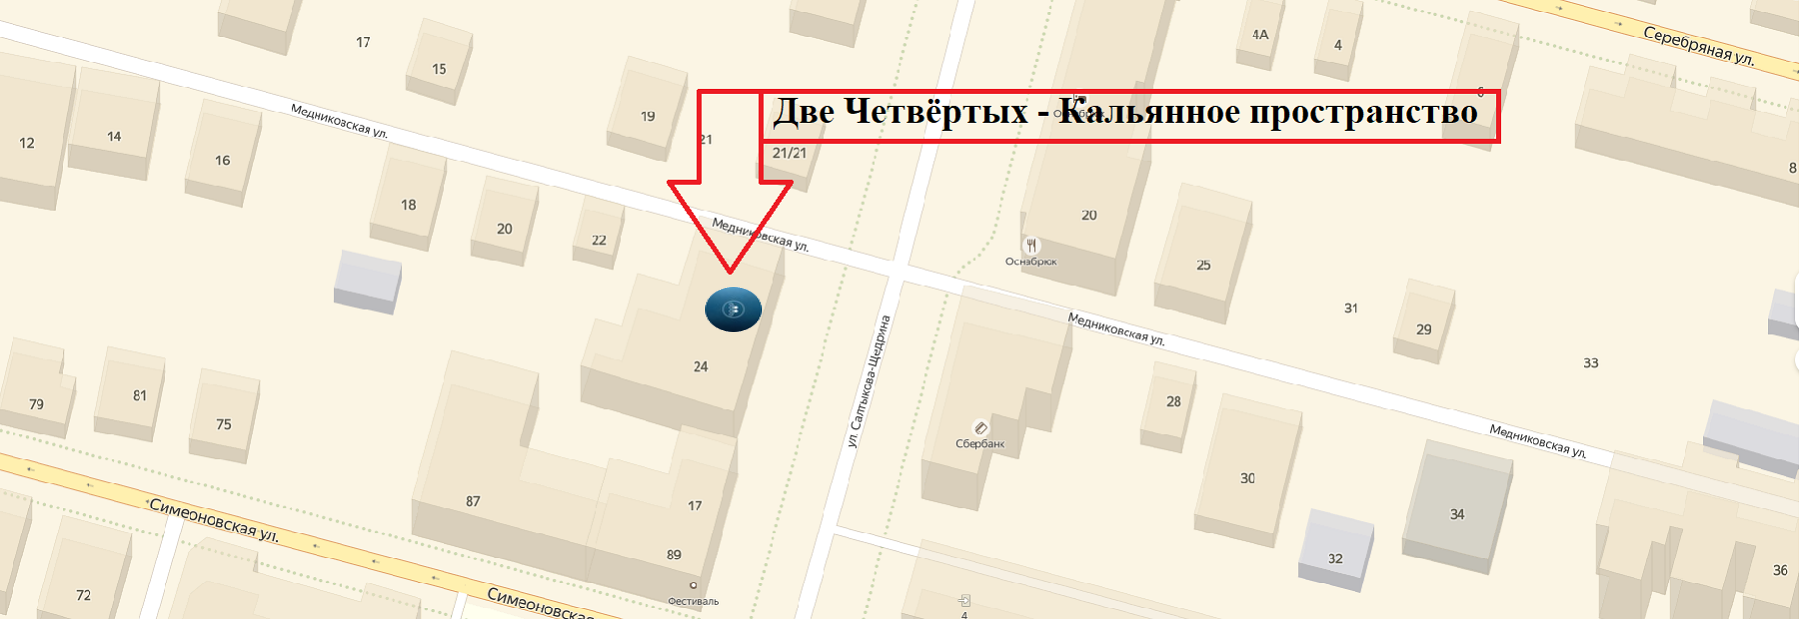 4А
4
Серебряная ул.
17
15
Две Четвёртых - Кальянное пространство
6
Медниковская ул.
19
12
14
21
21/21
16
8
18
20
22
Медниковская ул.
20
Оснабрюк
25
31
29
Медниковская ул.
33
24
ул. Салтыкова-Щедрина
79
81
75
28
Сбербанк
Медниковская ул.
30
87
17
34
Симеоновская ул.
89
32
36
72
Симеоновская
Фестиваль
4